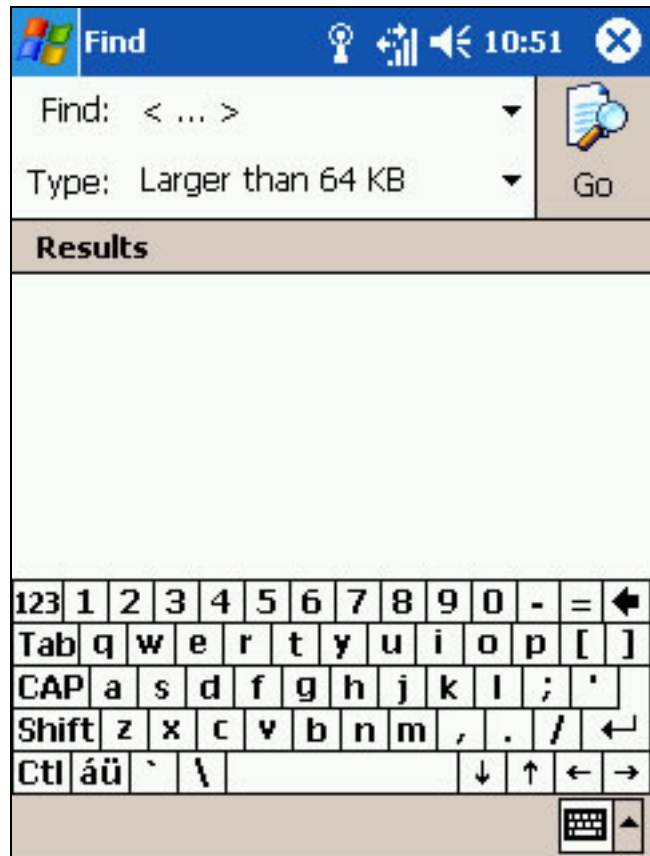 Find 10:51
Find: < ... >
Type: Larger than 64 KB
Go
Results
123 1 2 3 4 5 6 7 8 9 0 - =
Tab q w e r t y u i o p [ ]
CAP a s d f g h j k l ; '
Shift z x c v b n m , . / ↵
Ctl áü ` \ ↓ ↑ ← →